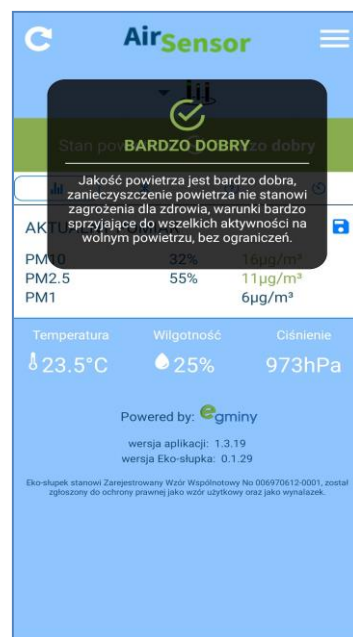 AirSensor
BARDZO DOBRY
Jakość powietrza jest bardzo dobra,
zanieczyszczenie powietrza nie stanowi
zagrożenia dla zdrowia, warunki bardzo
sprzyjające do wszelkich aktywności na
wolnym powietrzu, bez ograniczeń.
PM10 32% 16µg/m³
PM2.5 55% 11µg/m³
PM1 6µg/m³
Temperatura Wilgotność Ciśnienie
23.5°C 25% 973hPa
Powered by: egminy
wersja aplikacji: 1.3.19
wersja Eko-słupka: 0.1.29
Eko-słupek stanowi Zarejestrowany Wzór Wspólnotowy No 006970612-0001, został
zgłoszony do ochrony prawnej jako wzór użytkowy oraz jako wynalazek.